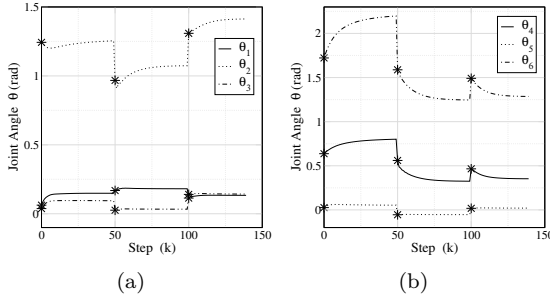 1.5
1
0.5
0
0
50
100
150
Joint Angle θ (rad)
Step (k)
θ1
θ2
θ3
(a)
2
1.5
1
0.5
0
0
50
100
150
Joint Angle θ (rad)
Step (k)
θ4
θ5
θ6
(b)